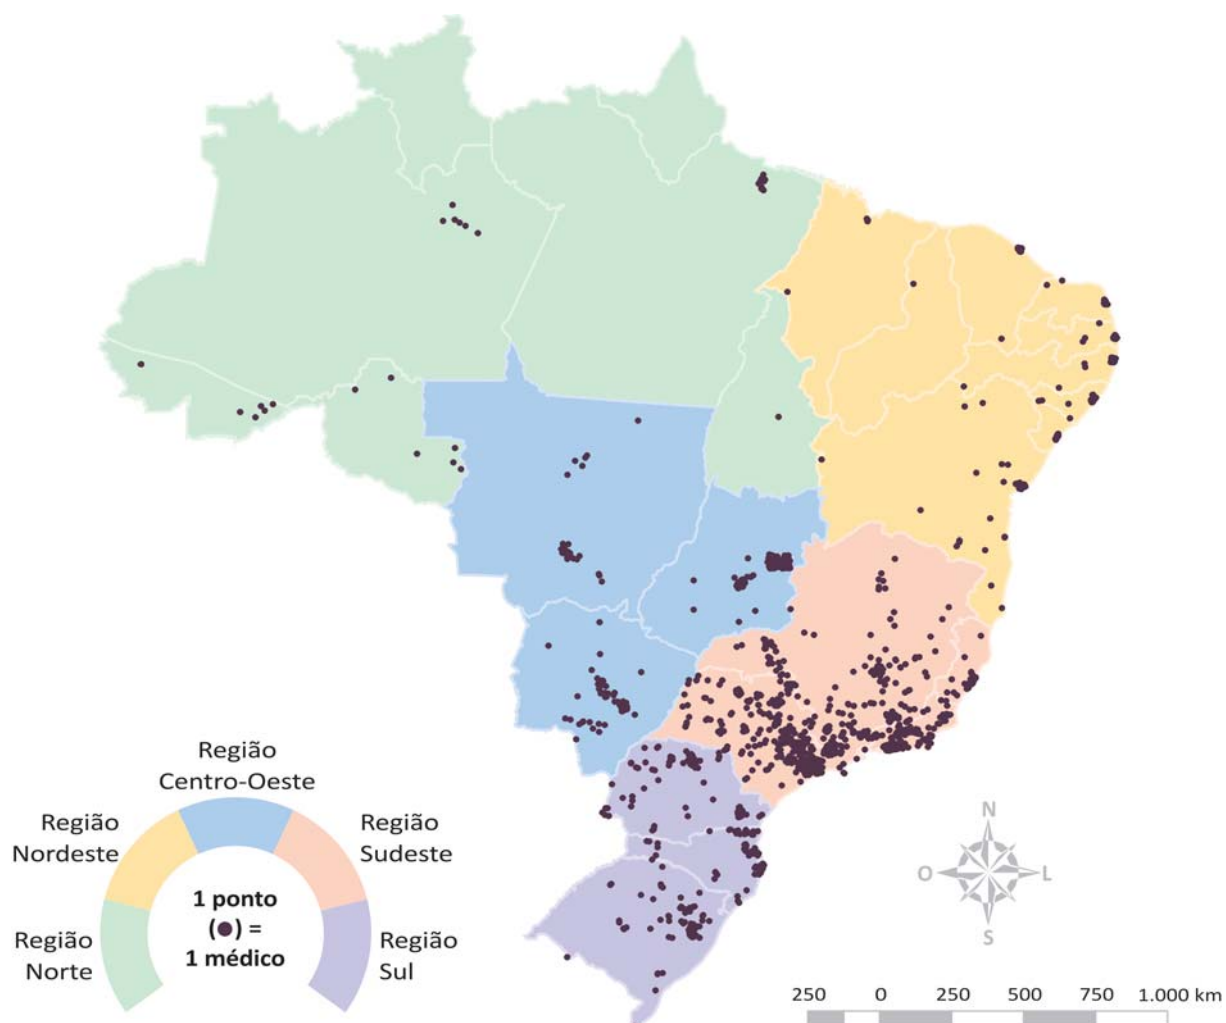 Região
Centro-Oeste
Região
Nordeste
Região
Sudeste
1 ponto
(●) =
1 médico
Região
Norte
Região
Sul
N
O
L
S
250 0 250 500 750 1.000 km